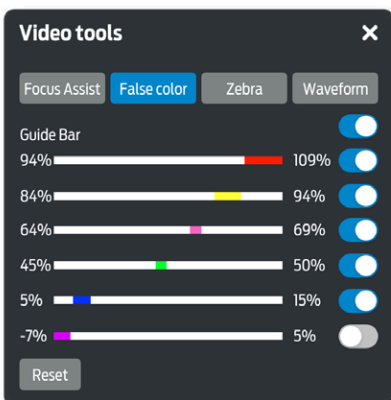 Video tools
Focus Assist False color Zebra Waveform
Guide Bar
94% 109%
84% 94%
64% 69%
45% 50%
5% 15%
-7% 5%
Reset